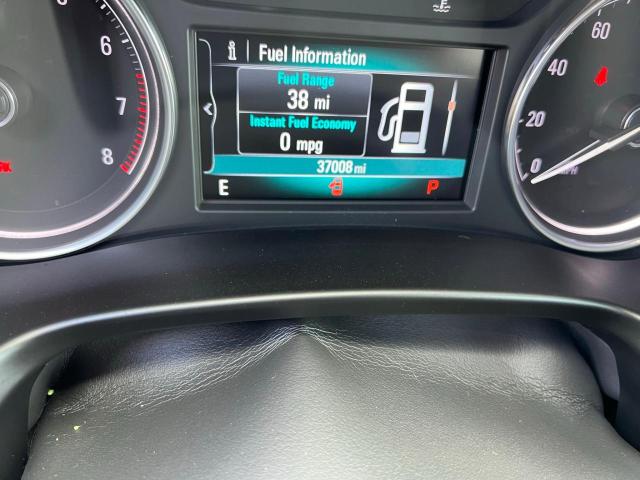 Fuel Information
Fuel Range
38 mi
Instant Fuel Economy
0 mpg
37008 mi
E
P
6
7
8
60
40
20
0
MPH